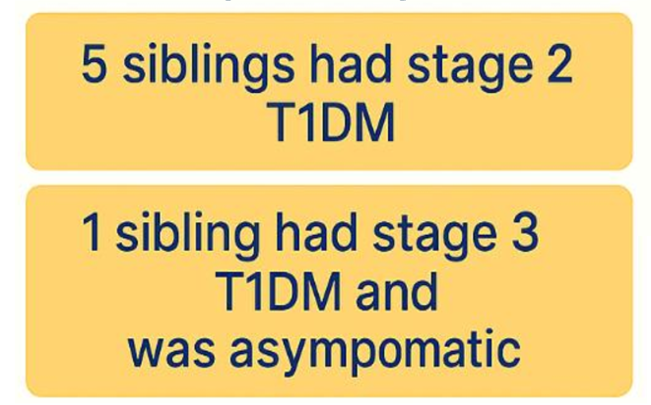 5 siblings had stage 2
T1DM
1 sibling had stage 3
T1DM and
was asympomatic